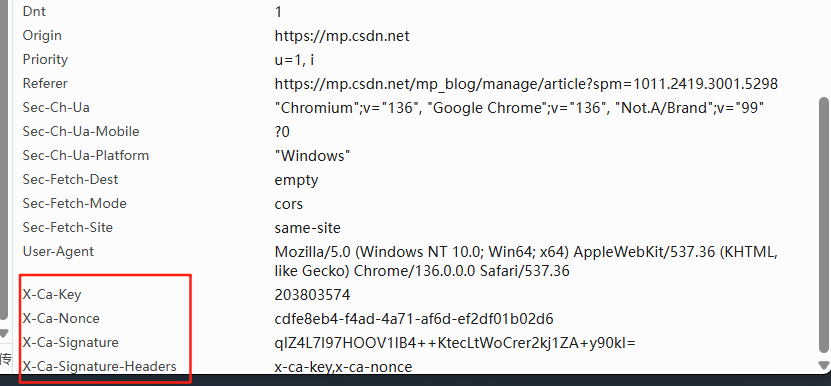 Dnt 1
Origin https://mp.csdn.net
Priority u=1, i
Referer https://mp.csdn.net/mp_blog/manage/article?spm=1011.2419.3001.5298
Sec-Ch-Ua "Chromium";v="136", "Google Chrome";v="136", "Not.A/Brand";v="99"
Sec-Ch-Ua-Mobile ?0
Sec-Ch-Ua-Platform "Windows"
Sec-Fetch-Dest empty
Sec-Fetch-Mode cors
Sec-Fetch-Site same-site
User-Agent Mozilla/5.0 (Windows NT 10.0; Win64; x64) AppleWebKit/537.36 (KHTML,
like Gecko) Chrome/136.0.0.0 Safari/537.36
X-Ca-Key 203803574
X-Ca-Nonce cdfe8eb4-f4ad-4a71-af6d-ef2df01b02d6
X-Ca-Signature qIZ4L7I97HOOV1IB4++KtecLtWoCrer2kj1ZA+y90kI=
传
X-Ca-Signature-Headers x-ca-key,x-ca-nonce